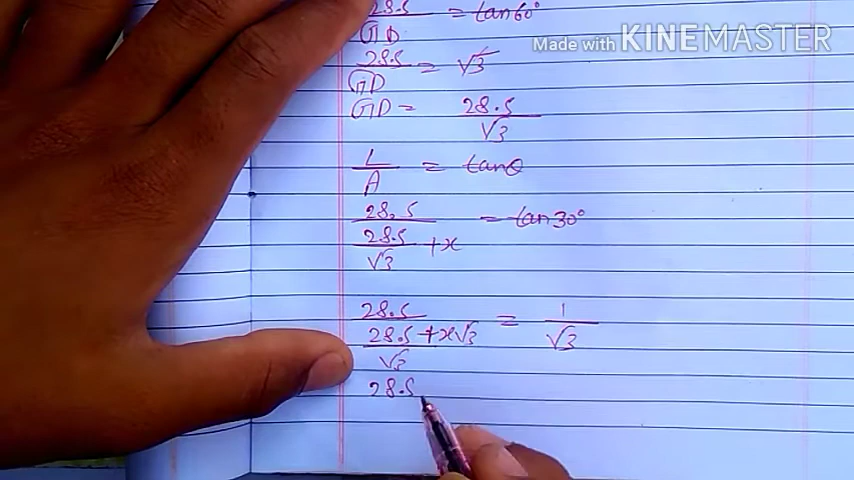 28.5 = tan60°
GD
28.5 = √3
GD
Made with KINEMASTER
GD = 28.5
√3
L = tanθ
A
28.5 = tan30°
28.5 + x
√3
28.5 = 1
28.5 + x√3 √3
√3
28.5